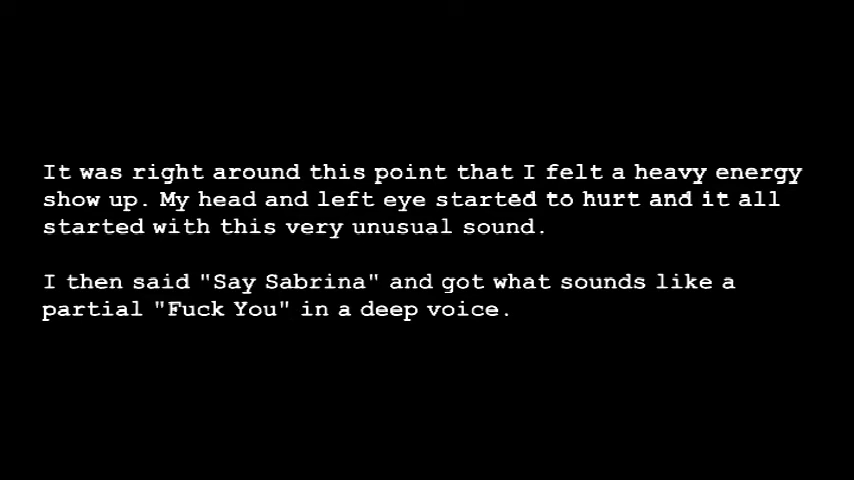 It was right around this point that I felt a heavy energy
show up. My head and left eye started to hurt and it all
started with this very unusual sound.
I then said "Say Sabrina" and got what sounds like a
partial "Fuck You" in a deep voice.